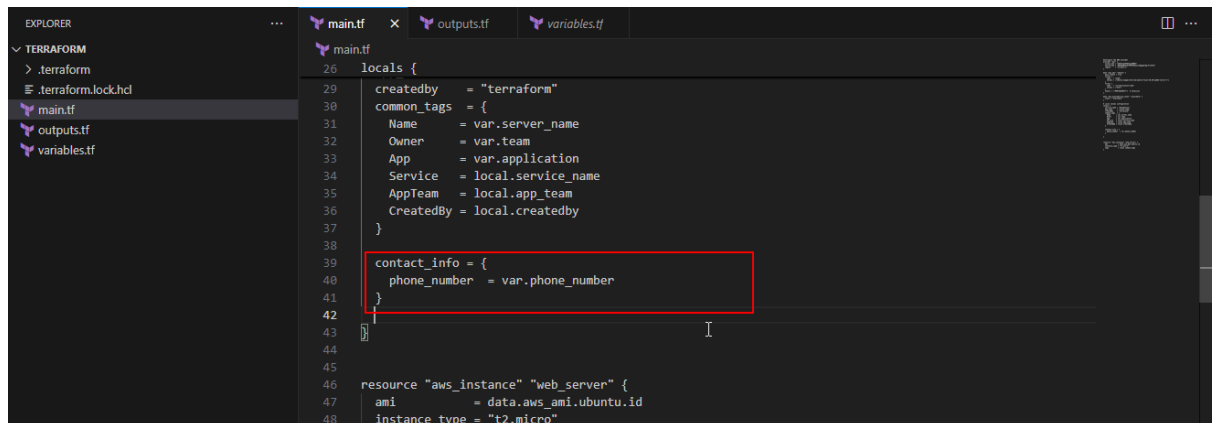 EXPLORER
TERRAFORM
.terraform
.terraform.lock.hcl
main.tf
outputs.tf
variables.tf
main.tf
outputs.tf
variables.tf
main.tf
26 locals {
29 createdby = "terraform"
30 common_tags = {
31 Name = var.server_name
32 Owner = var.team
33 App = var.application
34 Service = local.service_name
35 AppTeam = local.app_team
36 CreatedBy = local.createdby
37 }
38
39 contact_info = {
40 phone_number = var.phone_number
41 }
42
43 }
44
45
46 resource "aws_instance" "web_server" {
47 ami = data.aws_ami.ubuntu.id
48 instance_type = "t2.micro"